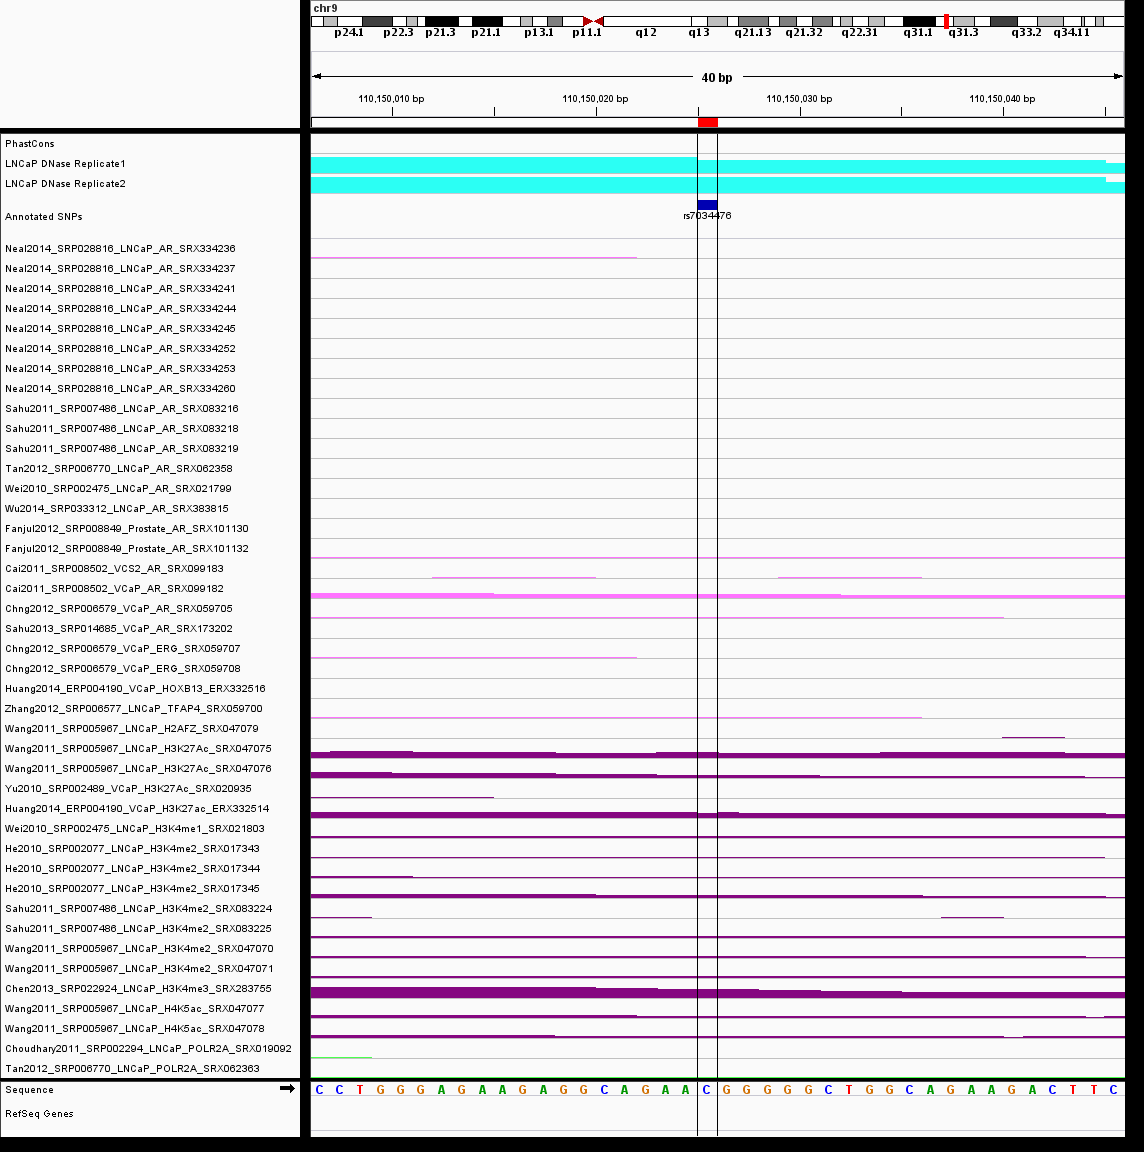 chr9
p24.1 p22.3 p21.3 p21.1 p13.1 p11.1 q12 q13 q21.13 q21.32 q22.31 q31.1 q31.3 q33.2 q34.11
40 bp
110,150,010 bp 110,150,020 bp 110,150,030 bp 110,150,040 bp
PhastCons
LNCaP DNase Replicate1
LNCaP DNase Replicate2
Annotated SNPs
rs7034476
Neal2014_SRP028816_LNCaP_AR_SRX334236
Neal2014_SRP028816_LNCaP_AR_SRX334237
Neal2014_SRP028816_LNCaP_AR_SRX334241
Neal2014_SRP028816_LNCaP_AR_SRX334244
Neal2014_SRP028816_LNCaP_AR_SRX334245
Neal2014_SRP028816_LNCaP_AR_SRX334252
Neal2014_SRP028816_LNCaP_AR_SRX334253
Neal2014_SRP028816_LNCaP_AR_SRX334260
Sahu2011_SRP007486_LNCaP_AR_SRX083216
Sahu2011_SRP007486_LNCaP_AR_SRX083218
Sahu2011_SRP007486_LNCaP_AR_SRX083219
Tan2012_SRP006770_LNCaP_AR_SRX062358
Wei2010_SRP002475_LNCaP_AR_SRX021799
Wu2014_SRP033312_LNCaP_AR_SRX383815
Fanjul2012_SRP008849_Prostate_AR_SRX101130
Fanjul2012_SRP008849_Prostate_AR_SRX101132
Cai2011_SRP008502_VCS2_AR_SRX099183
Cai2011_SRP008502_VCaP_AR_SRX099182
Chng2012_SRP006579_VCaP_AR_SRX059705
Sahu2013_SRP014685_VCaP_AR_SRX173202
Chng2012_SRP006579_VCaP_ERG_SRX059707
Chng2012_SRP006579_VCaP_ERG_SRX059708
Huang2014_ERP004190_VCaP_HOXB13_ERX332516
Zhang2012_SRP006577_LNCaP_TFAP4_SRX059700
Wang2011_SRP005967_LNCaP_H2AFZ_SRX047079
Wang2011_SRP005967_LNCaP_H3K27Ac_SRX047075
Wang2011_SRP005967_LNCaP_H3K27Ac_SRX047076
Yu2010_SRP002489_VCaP_H3K27Ac_SRX020935
Huang2014_ERP004190_VCaP_H3K27ac_ERX332514
Wei2010_SRP002475_LNCaP_H3K4me1_SRX021803
He2010_SRP002077_LNCaP_H3K4me2_SRX017343
He2010_SRP002077_LNCaP_H3K4me2_SRX017344
He2010_SRP002077_LNCaP_H3K4me2_SRX017345
Sahu2011_SRP007486_LNCaP_H3K4me2_SRX083224
Sahu2011_SRP007486_LNCaP_H3K4me2_SRX083225
Wang2011_SRP005967_LNCaP_H3K4me2_SRX047070
Wang2011_SRP005967_LNCaP_H3K4me2_SRX047071
Chen2013_SRP022924_LNCaP_H3K4me3_SRX283755
Wang2011_SRP005967_LNCaP_H4K5ac_SRX047077
Wang2011_SRP005967_LNCaP_H4K5ac_SRX047078
Choudhary2011_SRP002294_LNCaP_POLR2A_SRX019092
Tan2012_SRP006770_LNCaP_POLR2A_SRX062363
Sequence C C T G G G A G A A G A G G C A G A A C G G G G G C T G G C A G A A G A C T T C
RefSeq Genes